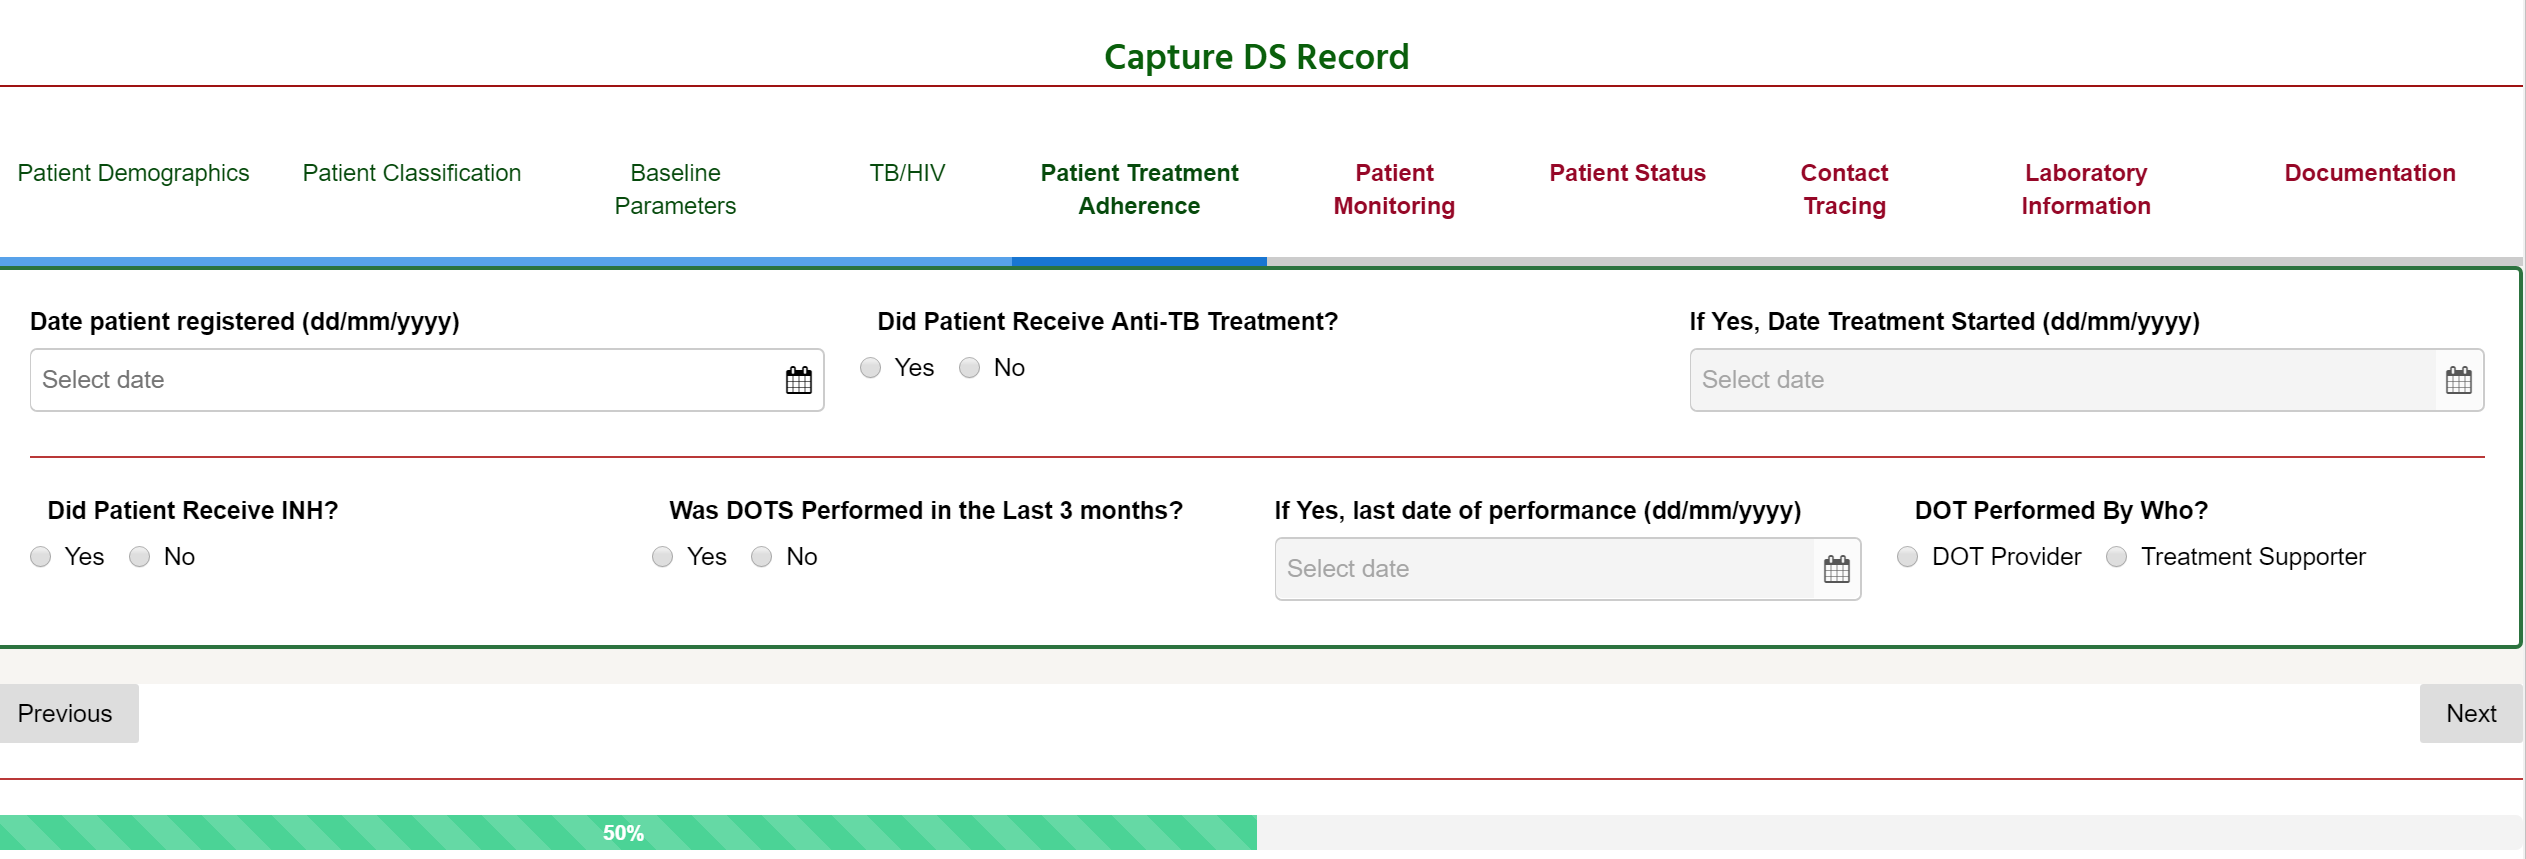 Capture DS Record
Patient Demographics
Patient Classification
Baseline
Parameters
TB/HIV
Patient Treatment
Adherence
Patient
Monitoring
Patient Status
Contact
Tracing
Laboratory
Information
Documentation
Date patient registered (dd/mm/yyyy)
Select date
Did Patient Receive Anti-TB Treatment?
Yes No
If Yes, Date Treatment Started (dd/mm/yyyy)
Select date
Did Patient Receive INH?
Yes No
Was DOTS Performed in the Last 3 months?
Yes No
If Yes, last date of performance (dd/mm/yyyy)
Select date
DOT Performed By Who?
DOT Provider Treatment Supporter
Previous
Next
50%